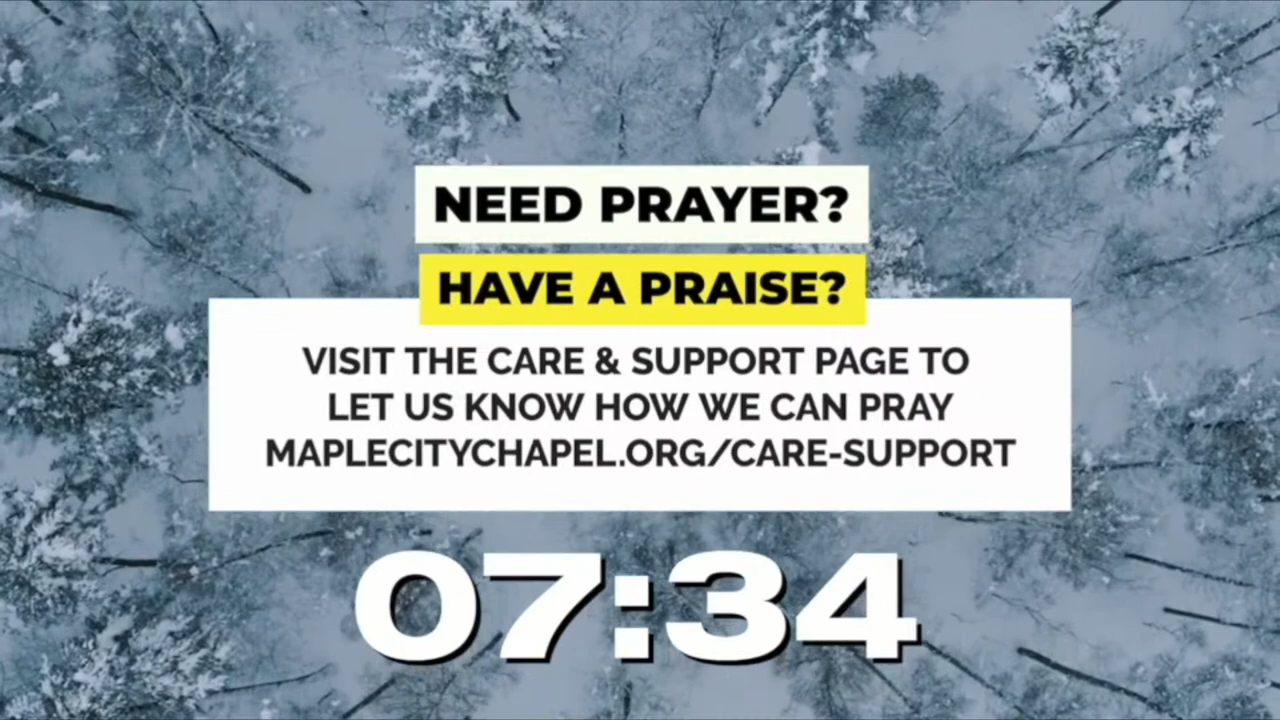 NEED PRAYER?
HAVE A PRAISE?
VISIT THE CARE & SUPPORT PAGE TO
LET US KNOW HOW WE CAN PRAY
MAPLECITYCHAPEL.ORG/CARE-SUPPORT
07:34